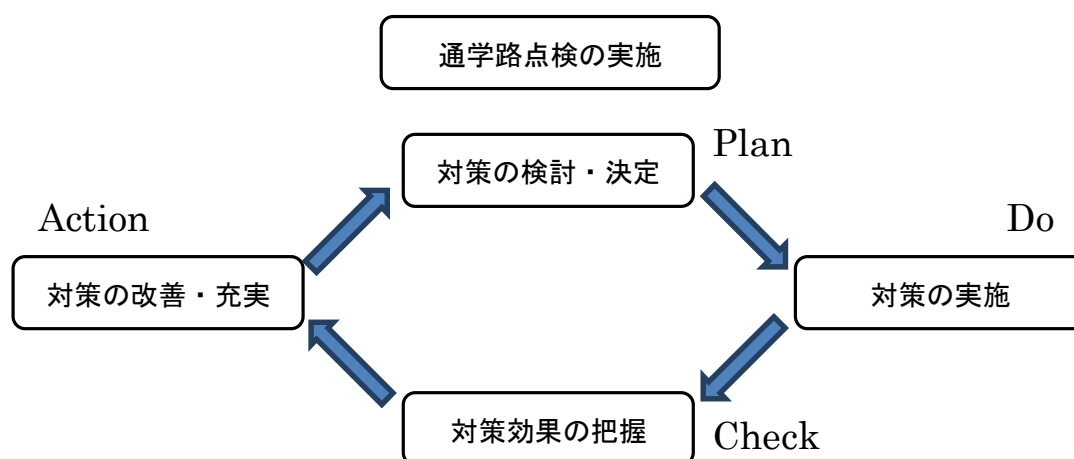 通学路点検の実施
対策の検討・決定
Plan
Action
Do
対策の改善・充実
対策の実施
対策効果の把握
Check